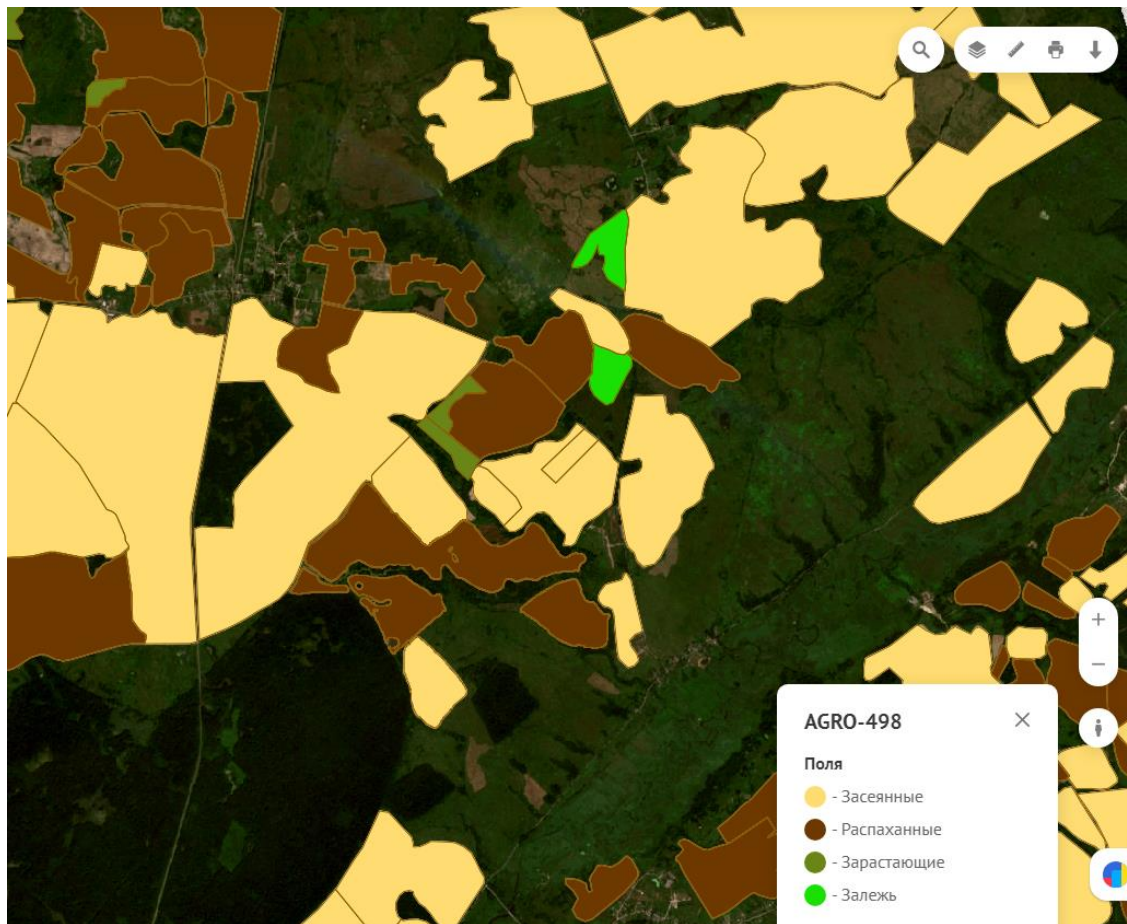 AGRO-498
Поля
- Засеянные
- Распаханные
- Зарастающие
- Залежь